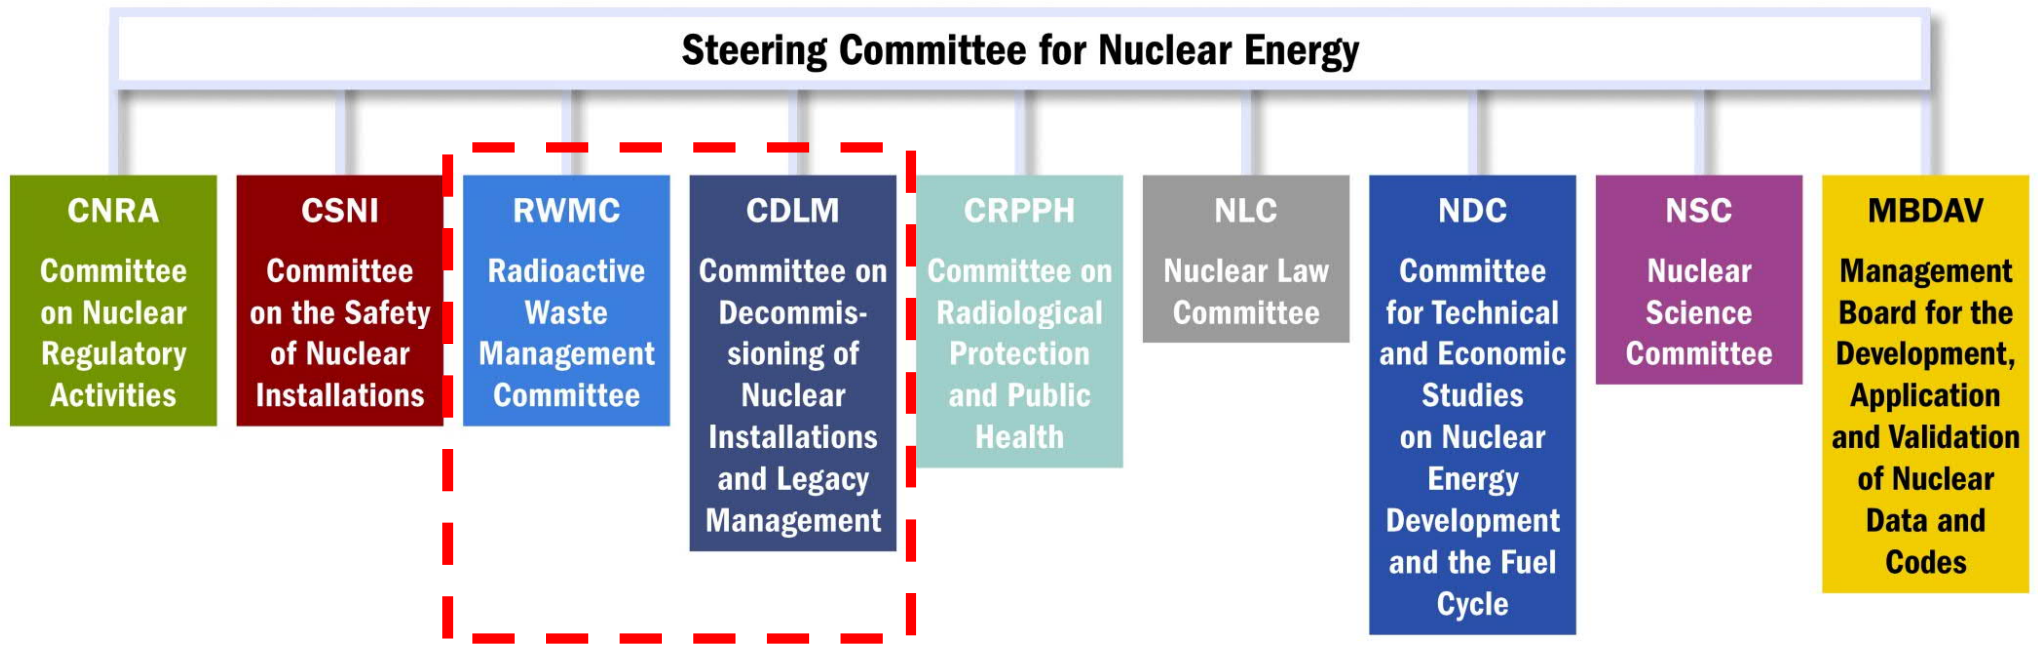 Steering Committee for Nuclear Energy
CNRA
Committee
on Nuclear
Regulatory
Activities
CSNI
Committee
on the Safety
of Nuclear
Installations
RWMC
Radioactive
Waste
Management
Committee
CDLM
Committee on
Decommis-
sioning of
Nuclear
Installations
and Legacy
Management
CRPPH
Committee on
Radiological
Protection
and Public
Health
NLC
Nuclear Law
Committee
NDC
Committee
for Technical
and Economic
Studies
on Nuclear
Energy
Development
and the Fuel
Cycle
NSC
Nuclear
Science
Committee
MBDAV
Management
Board for the
Development,
Application
and Validation
of Nuclear
Data and
Codes